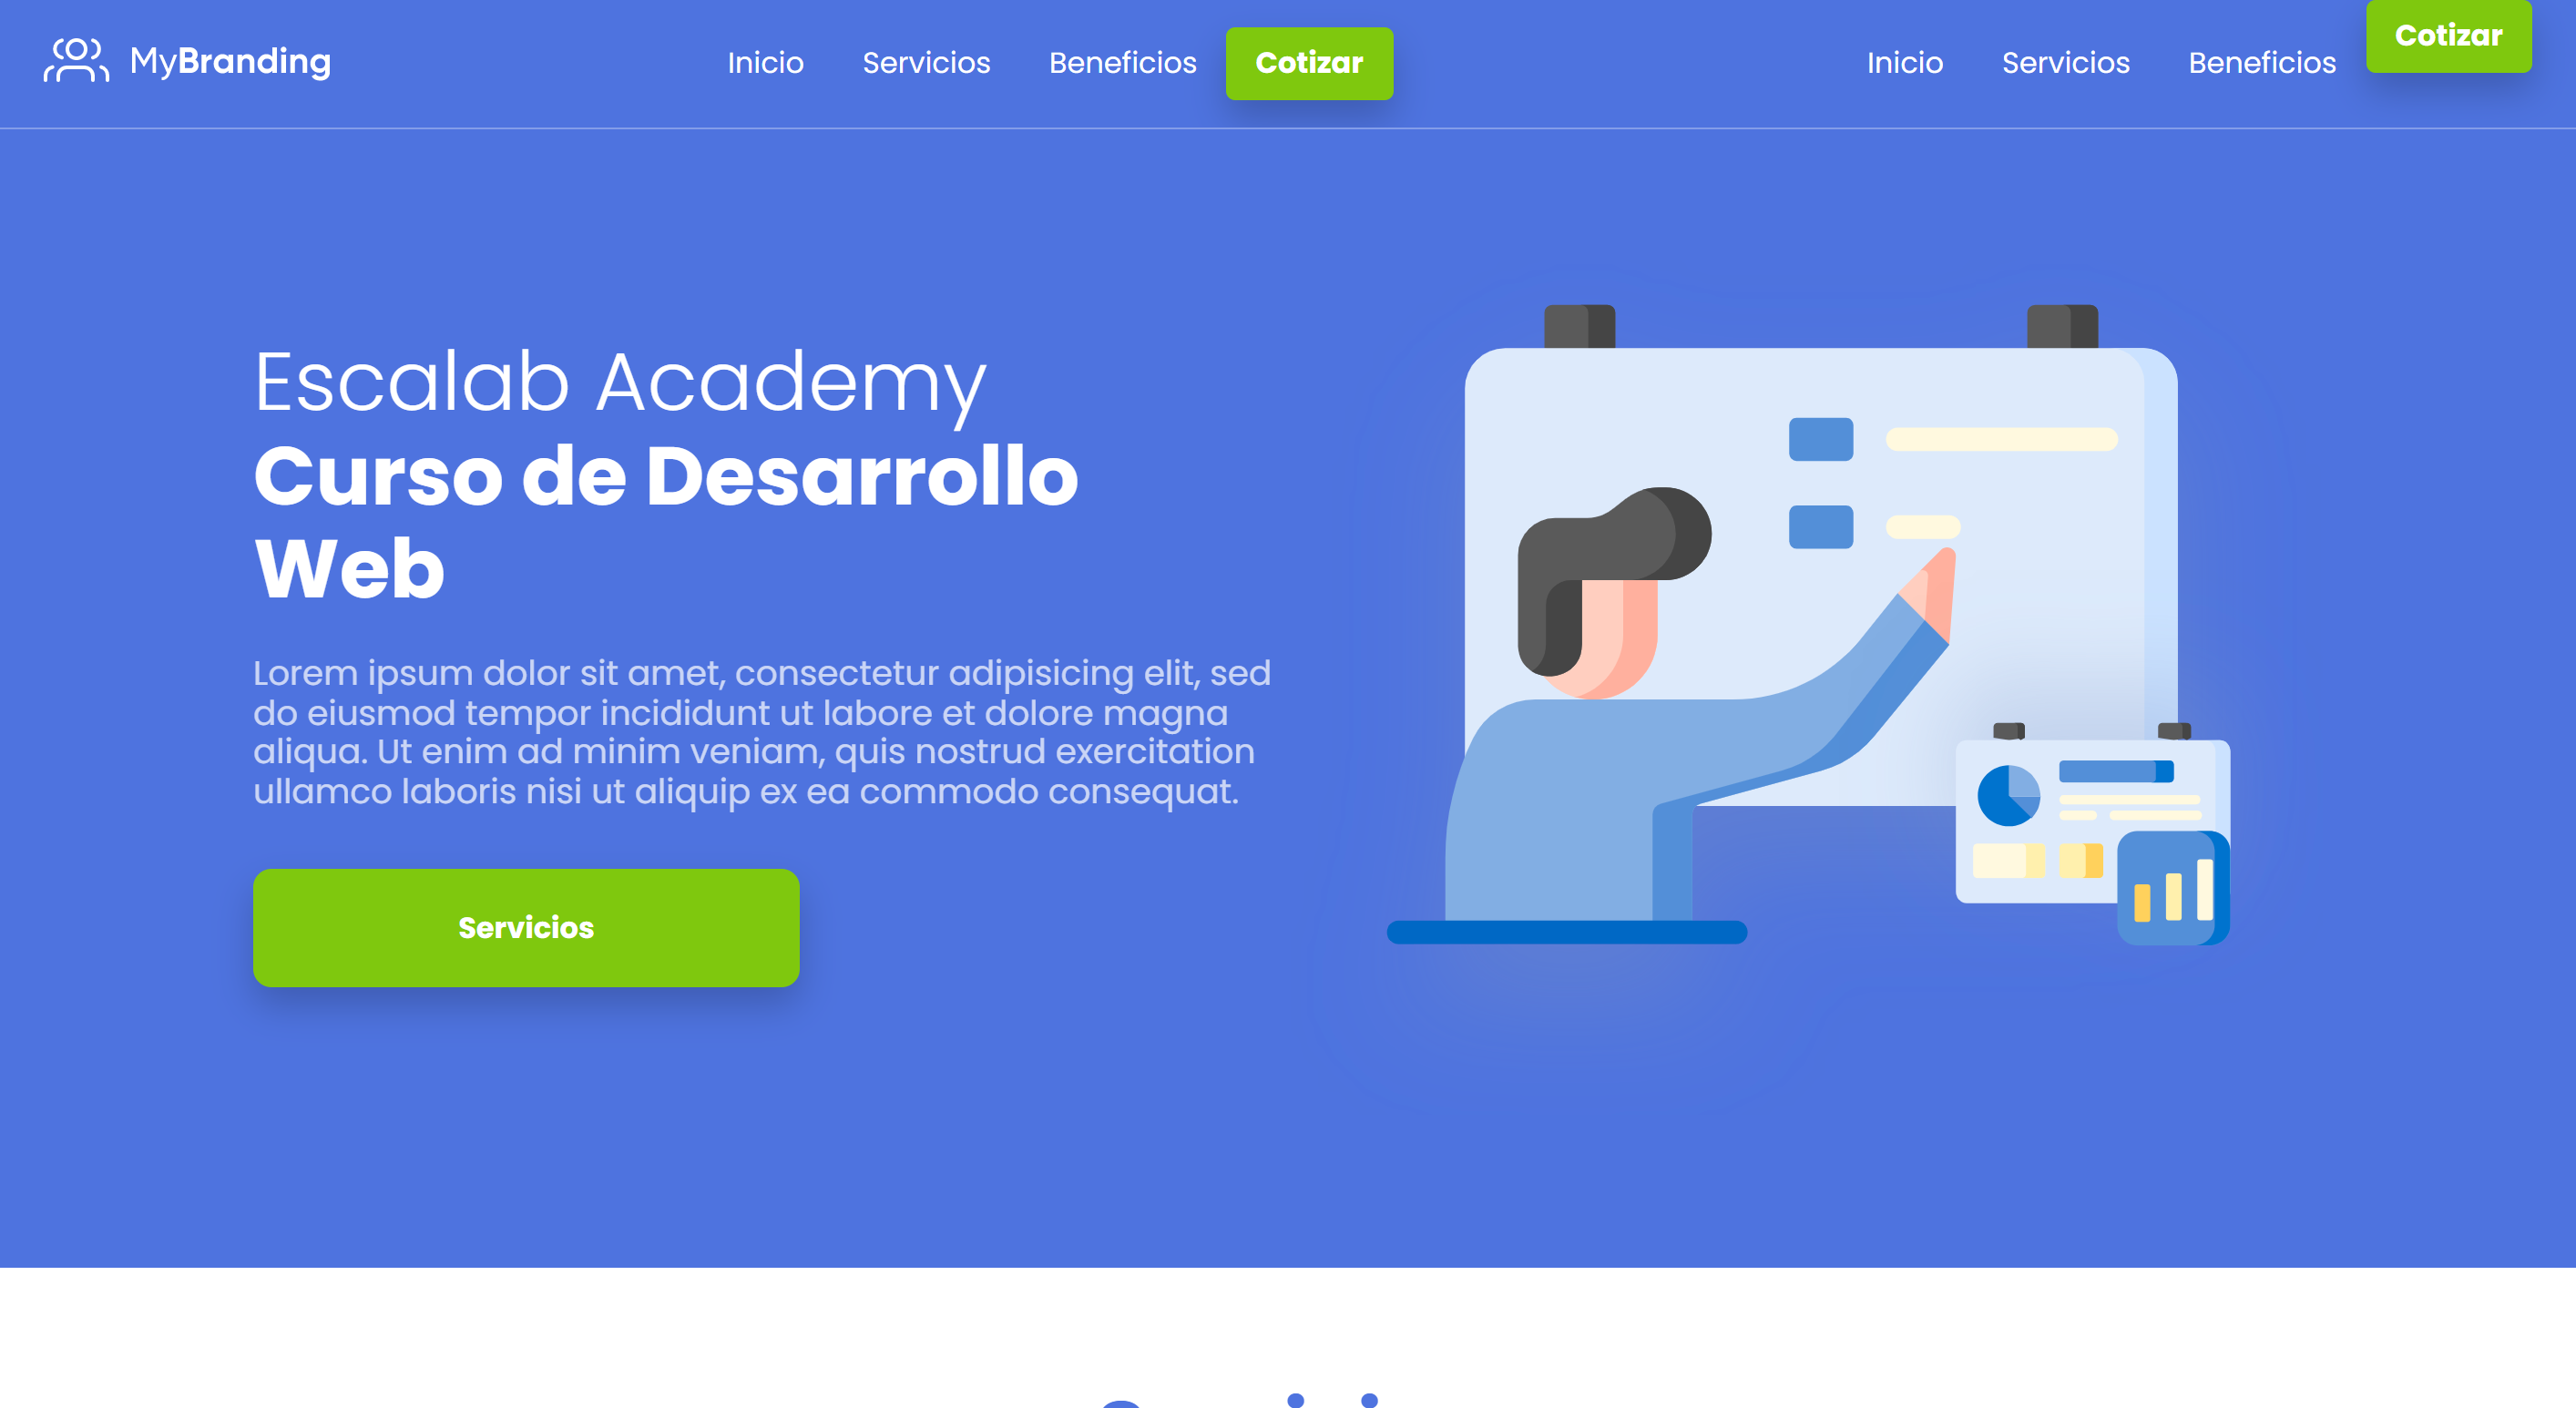 MyBranding
Inicio Servicios Beneficios Cotizar
Inicio Servicios Beneficios Cotizar
Escalab Academy
Curso de Desarrollo
Web
Lorem ipsum dolor sit amet, consectetur adipisicing elit, sed
do eiusmod tempor incididunt ut labore et dolore magna
aliqua. Ut enim ad minim veniam, quis nostrud exercitation
ullamco laboris nisi ut aliquip ex ea commodo consequat.
Servicios